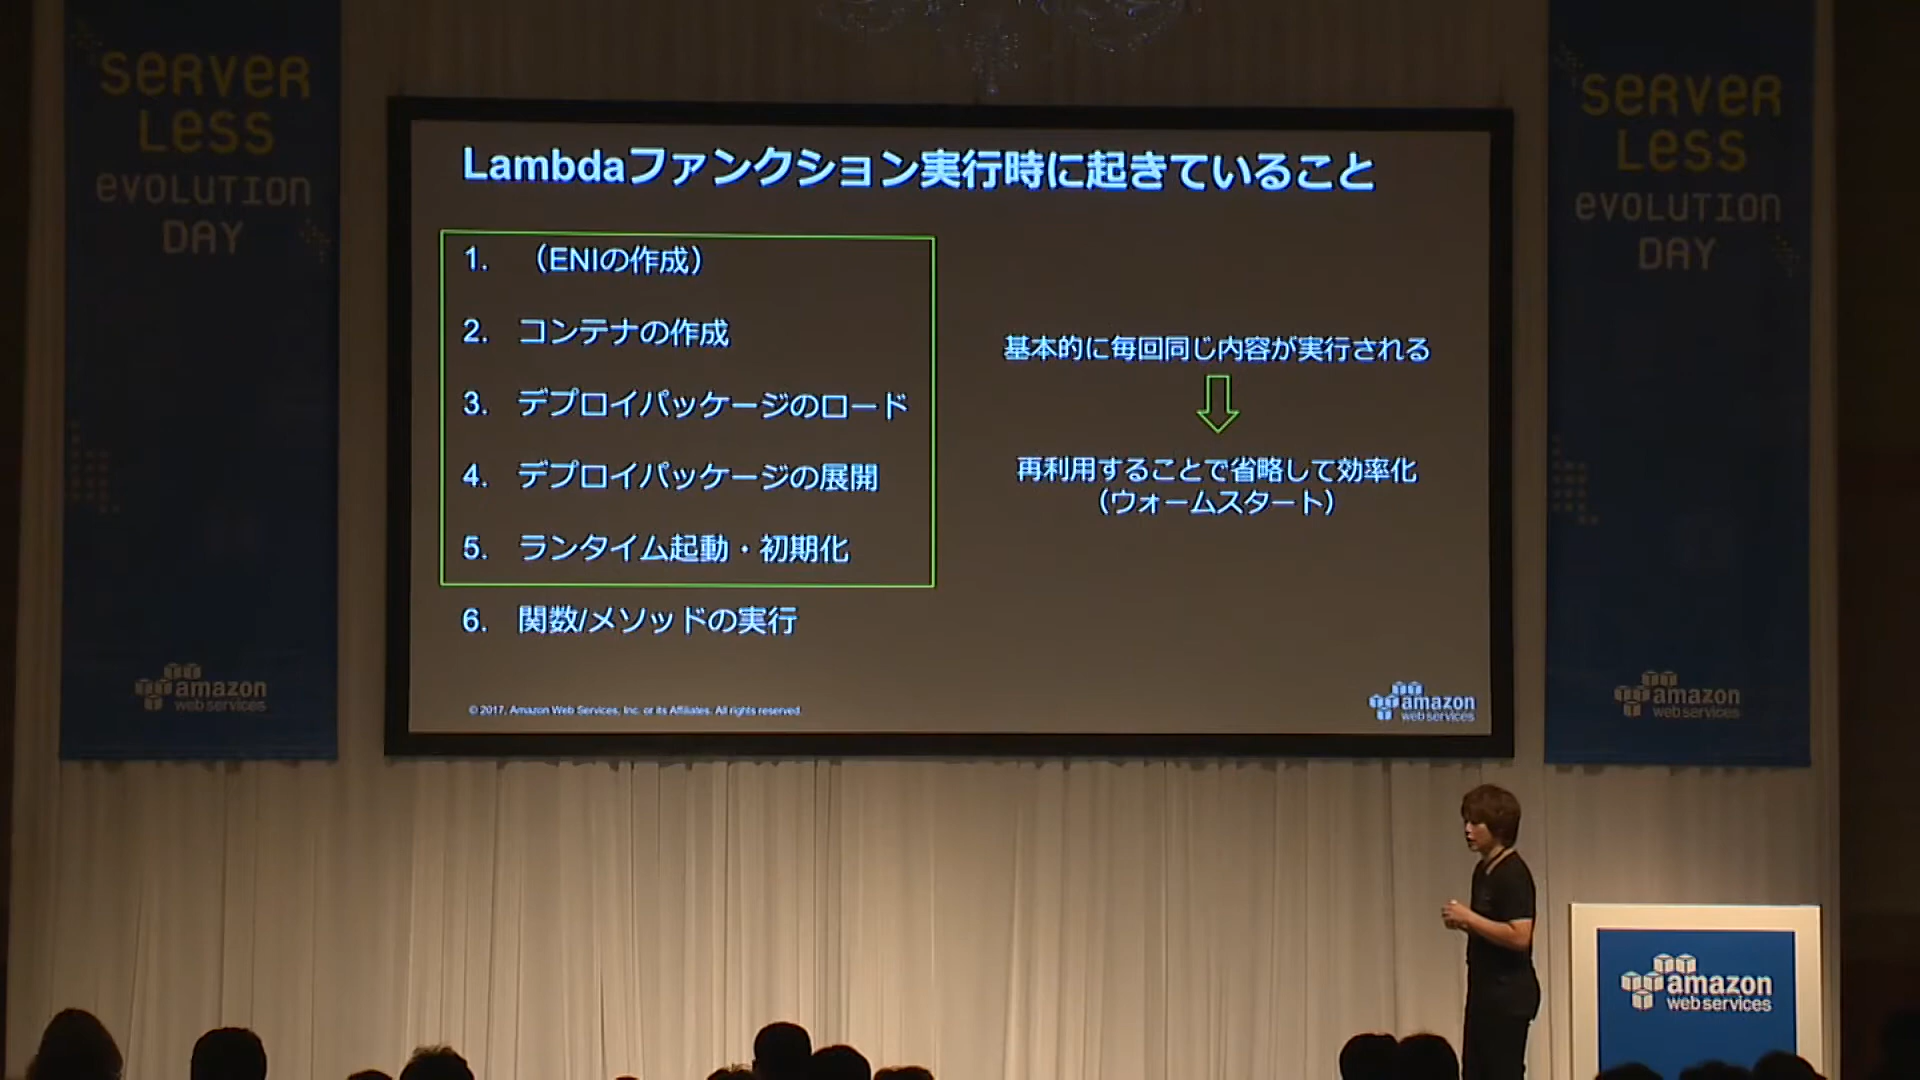 SERVER
LESS
EVOLUTION
DAY
amazon
web services
Lambdaファンクション実行時に起きていること
1. （ENIの作成）
2. コンテナの作成
3. デプロイパッケージのロード
4. デプロイパッケージの展開
5. ランタイム起動・初期化
6. 関数/メソッドの実行
基本的に毎回同じ内容が実行される
再利用することで省略して効率化
（ウォームスタート）
© 2017, Amazon Web Services, Inc. or its Affiliates. All rights reserved.
amazon
web services
SERVER
LESS
EVOLUTION
DAY
amazon
web services
amazon
web services